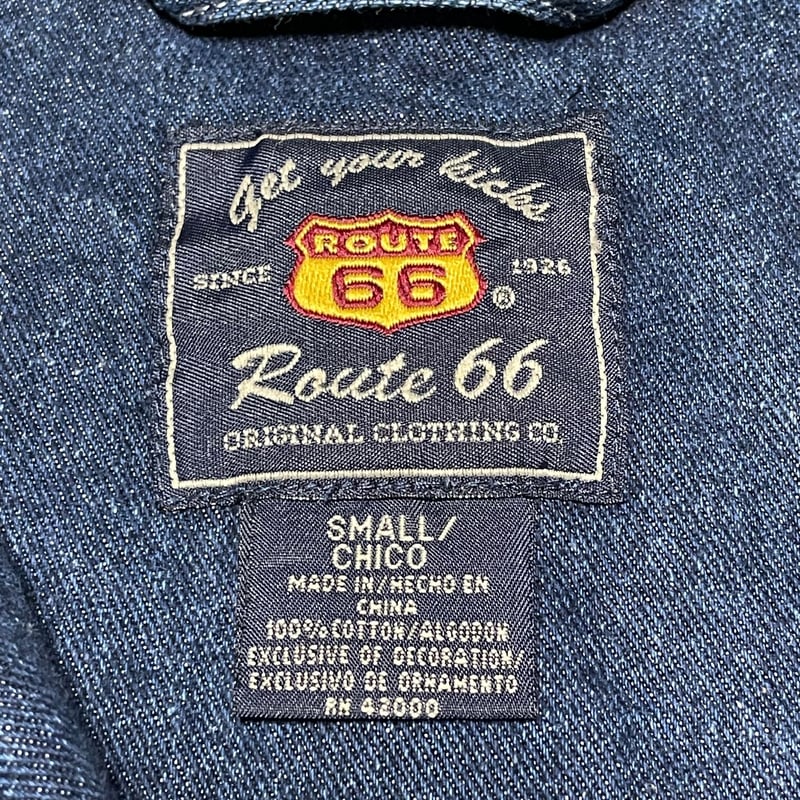 Get your kicks
ROUTE
66
SINCE 1926
®
Route 66
ORIGINAL CLOTHING CO.
SMALL/
CHICO
MADE IN/HECHO EN
CHINA
100% COTTON/ALGODON
EXCLUSIVE OF DECORATION/
EXCLUSIVO DE ORNAMENTO
RN 42000